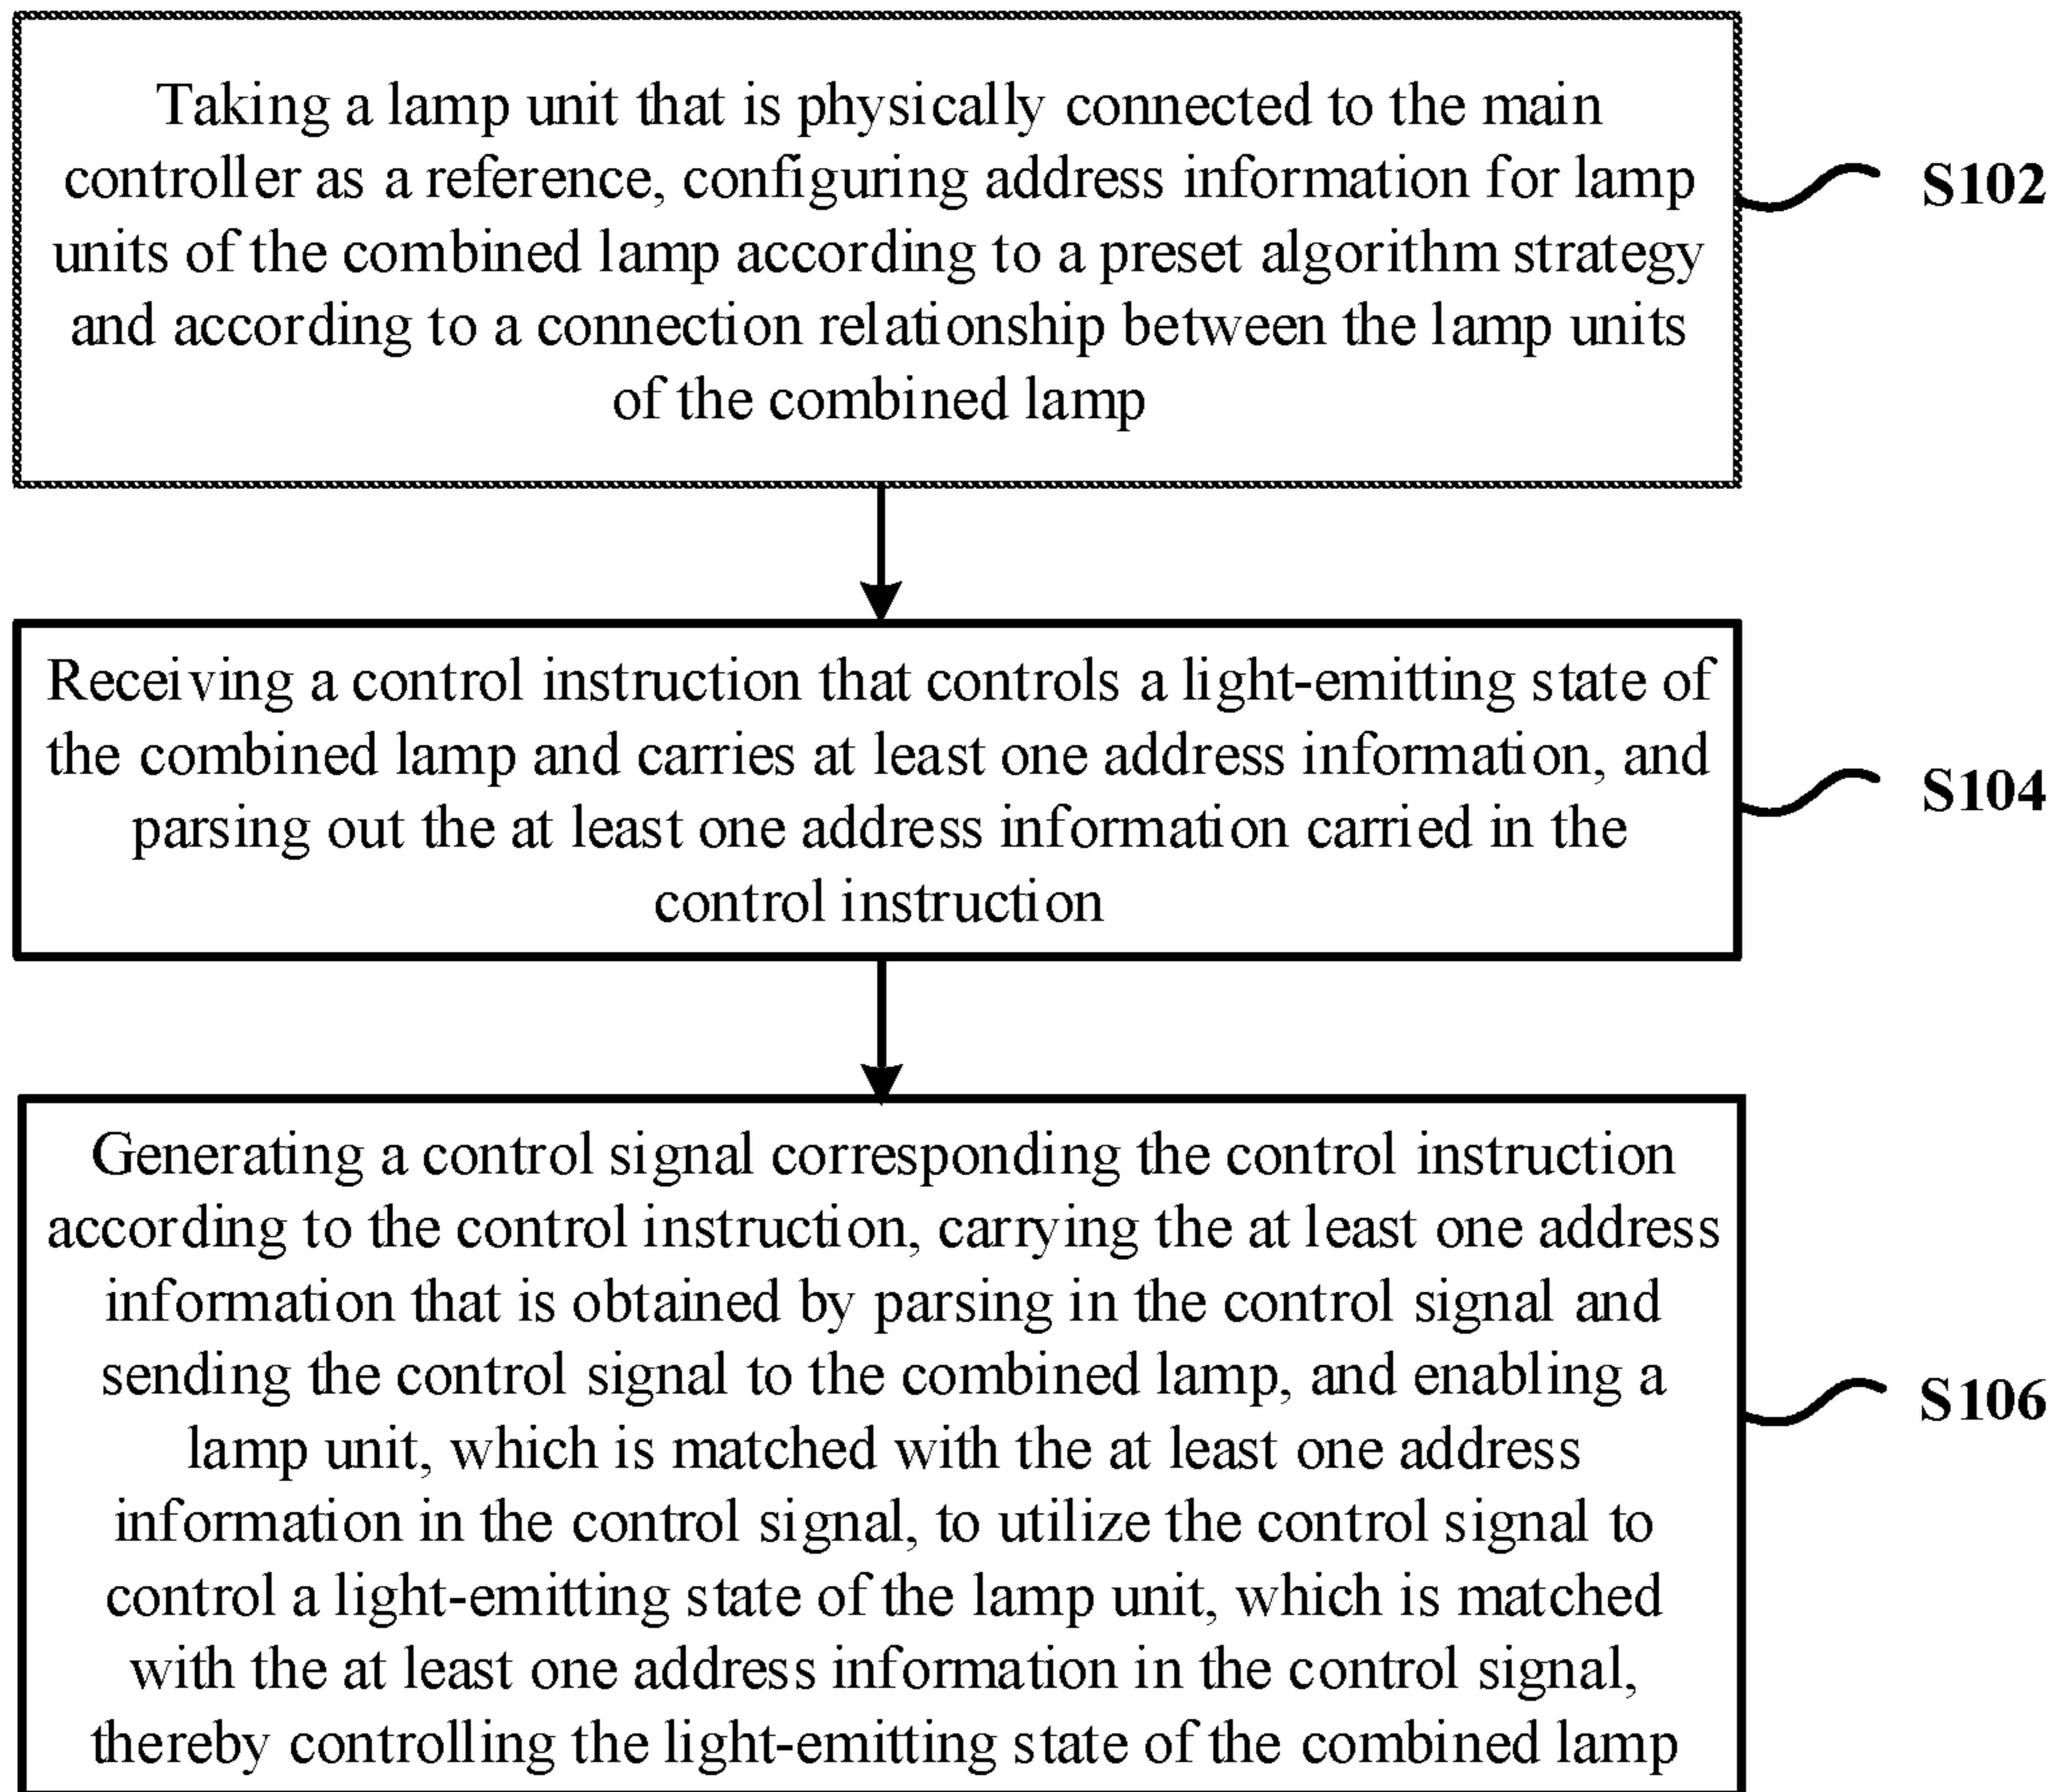 Taking a lamp unit that is physically connected to the main
controller as a reference, configuring address information for lamp
units of the combined lamp according to a preset algorithm strategy
and according to a connection relationship between the lamp units
of the combined lamp
S102
Receiving a control instruction that controls a light-emitting state of
the combined lamp and carries at least one address information, and
parsing out the at least one address information carried in the
control instruction
S104
Generating a control signal corresponding the control instruction
according to the control instruction, carrying the at least one address
information that is obtained by parsing in the control signal and
sending the control signal to the combined lamp, and enabling a
lamp unit, which is matched with the at least one address
information in the control signal, to utilize the control signal to
control a light-emitting state of the lamp unit, which is matched
with the at least one address information in the control signal,
thereby controlling the light-emitting state of the combined lamp
S106